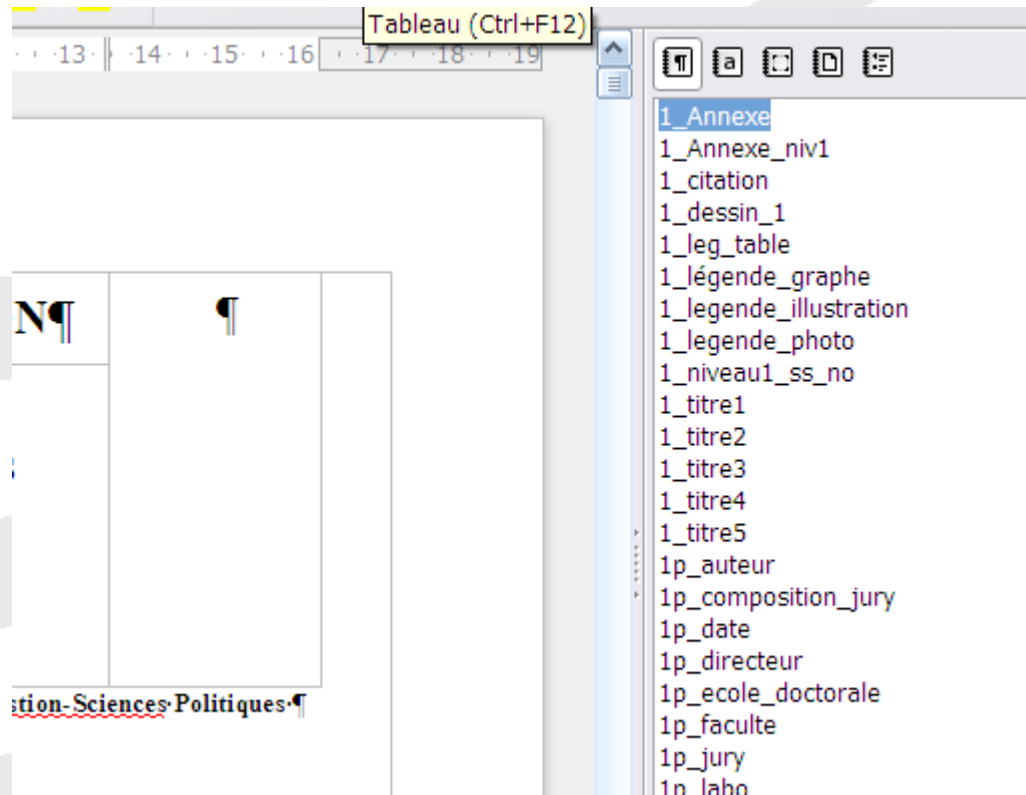 Tableau (Ctrl+F12)
13 14 15 16 17 18 19
N¶ ¶
stion-Sciences·Politiques·¶
1_Annexe
1_Annexe_niv1
1_citation
1_dessin_1
1_leg_table
1_légende_graphe
1_legende_illustration
1_legende_photo
1_niveau1_ss_no
1_titre1
1_titre2
1_titre3
1_titre4
1_titre5
1p_auteur
1p_composition_jury
1p_date
1p_directeur
1p_ecole_doctorale
1p_faculte
1p_jury
1p_labo